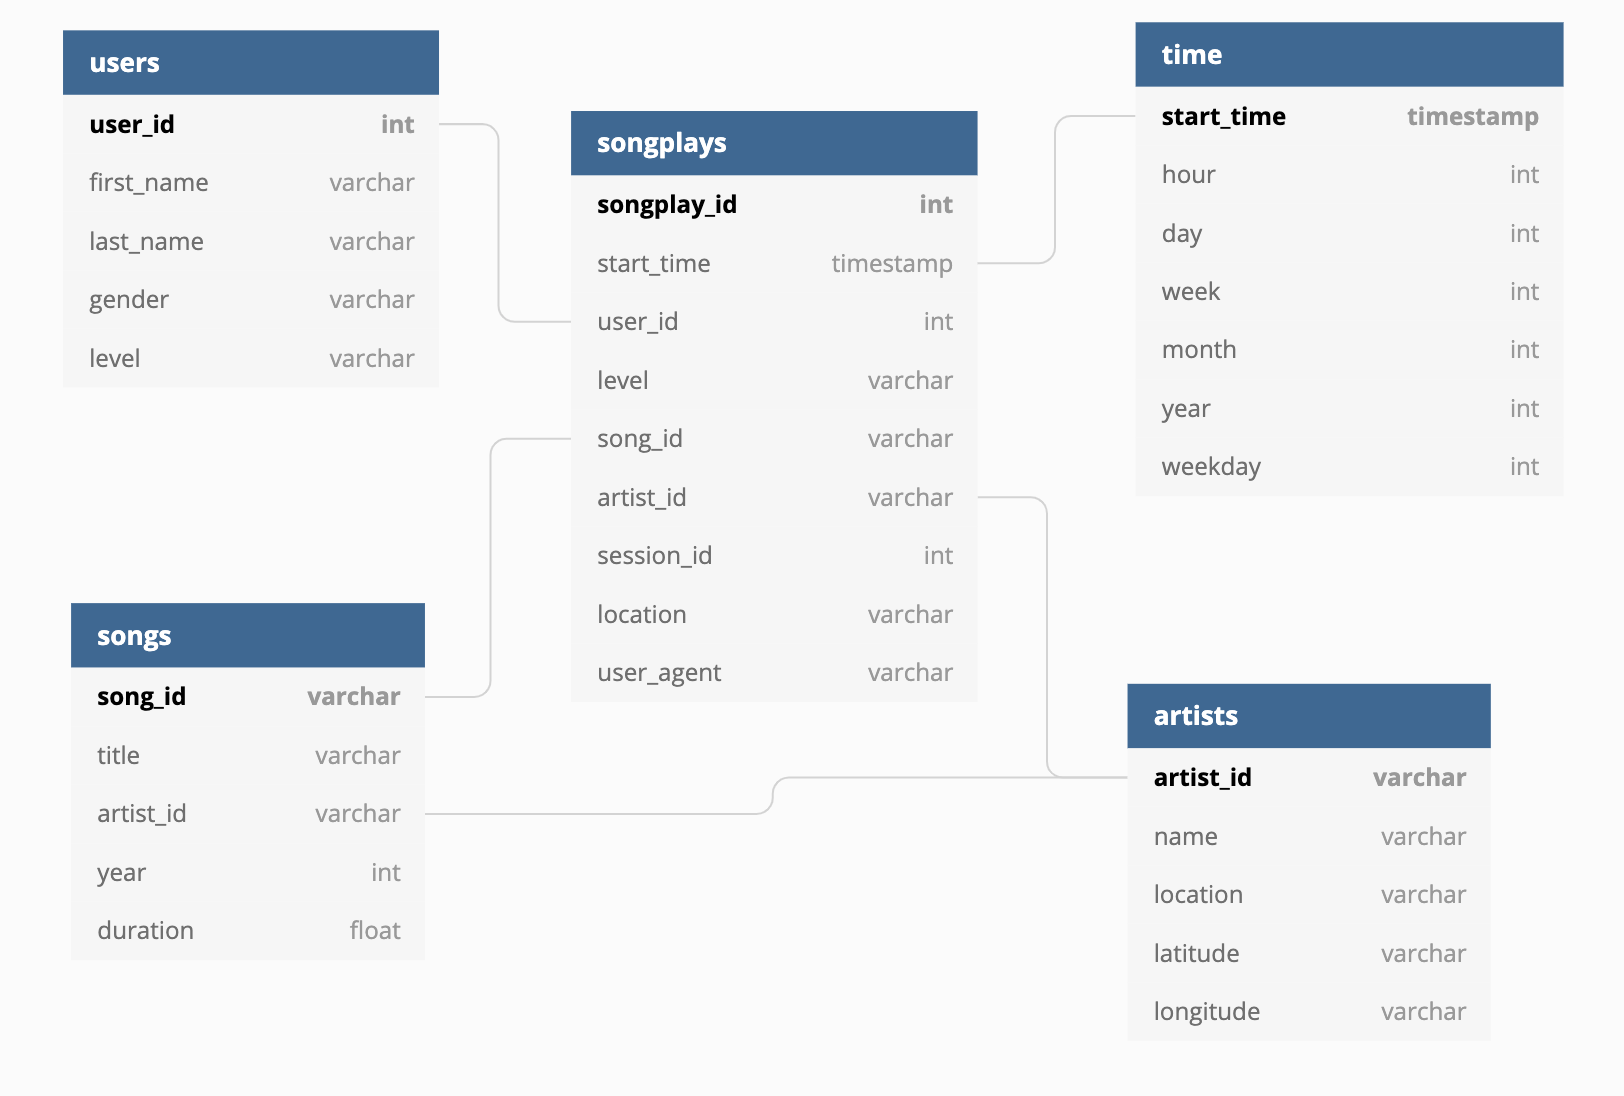 users
user_id int
first_name varchar
last_name varchar
gender varchar
level varchar
songplays
songplay_id int
start_time timestamp
user_id int
level varchar
song_id varchar
artist_id varchar
session_id int
location varchar
user_agent varchar
time
start_time timestamp
hour int
day int
week int
month int
year int
weekday int
songs
song_id varchar
title varchar
artist_id varchar
year int
duration float
artists
artist_id varchar
name varchar
location varchar
latitude varchar
longitude varchar